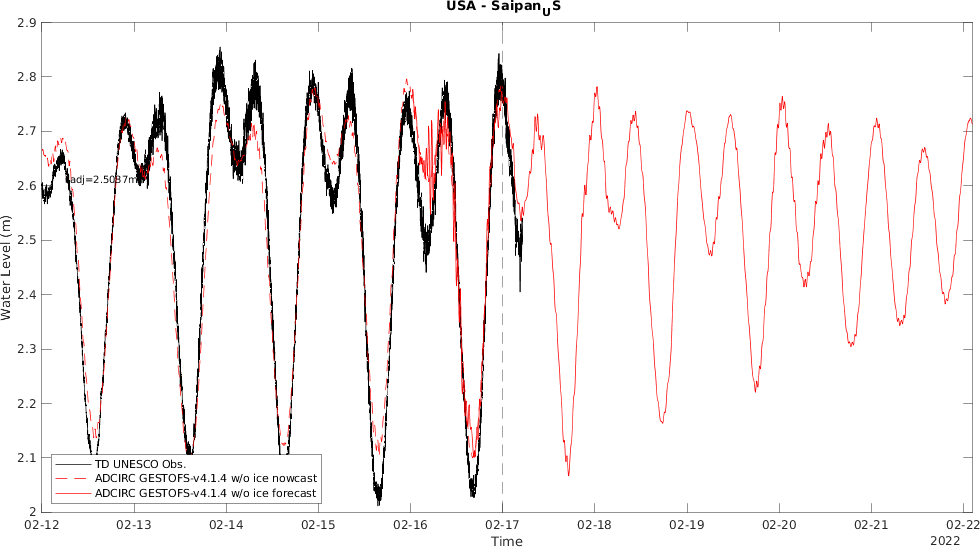 USA - Saipan_US
2.9
2.8
2.7
2.6
2.5
2.4
2.3
2.2
2.1
2
Water Level (m)
adj=2.5037m
TD UNESCO Obs.
ADCIRC GESTOFS-v4.1.4 w/o ice nowcast
ADCIRC GESTOFS-v4.1.4 w/o ice forecast
02-12 02-13 02-14 02-15 02-16 02-17 02-18 02-19 02-20 02-21 02-22
Time
2022